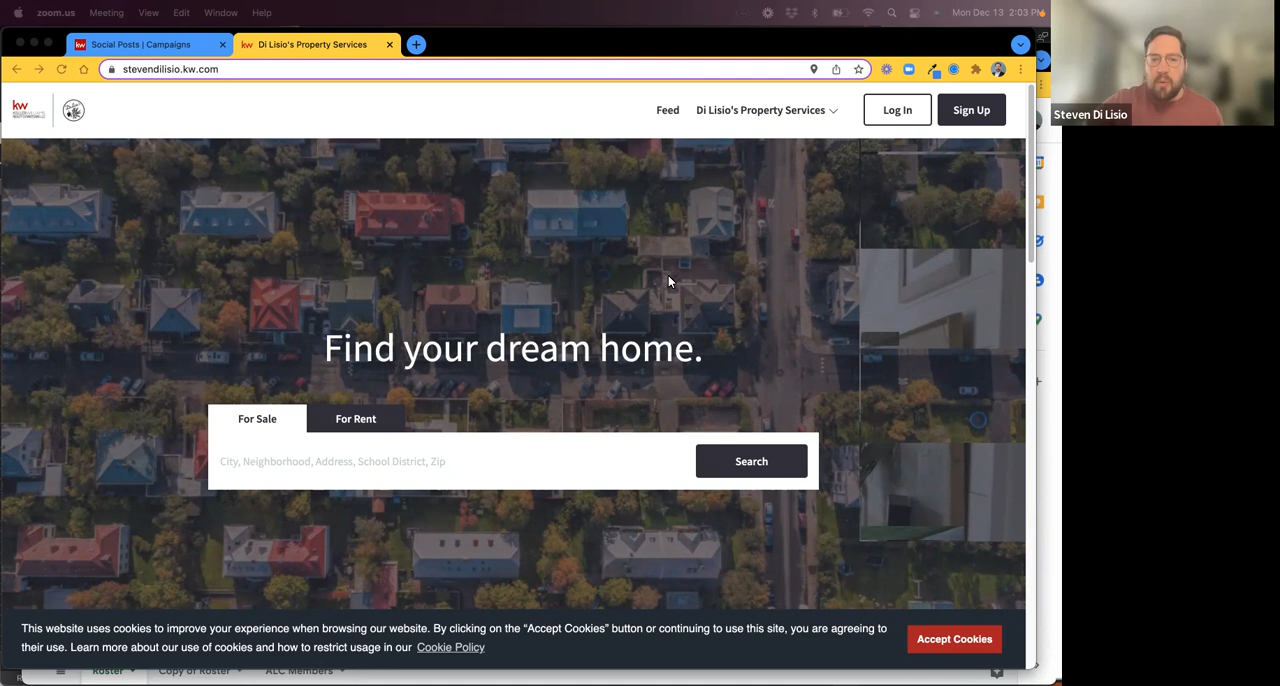 zoom.us Meeting View Edit Window Help Mon Dec 13 2:03 PM
Social Posts | Campaigns
Di Lisio's Property Services
stevendilisio.kw.com
kw
Feed
Di Lisio's Property Services
Log In
Sign Up
Steven Di Lisio
Find your dream home.
For Sale
For Rent
City, Neighborhood, Address, School District, Zip
Search
This website uses cookies to improve your experience when browsing our website. By clicking on the “Accept Cookies” button or continuing to use this site, you are agreeing to
their use. Learn more about our use of cookies and how to restrict usage in our Cookie Policy
Accept Cookies
Roster
Copy of Roster
ALC Members